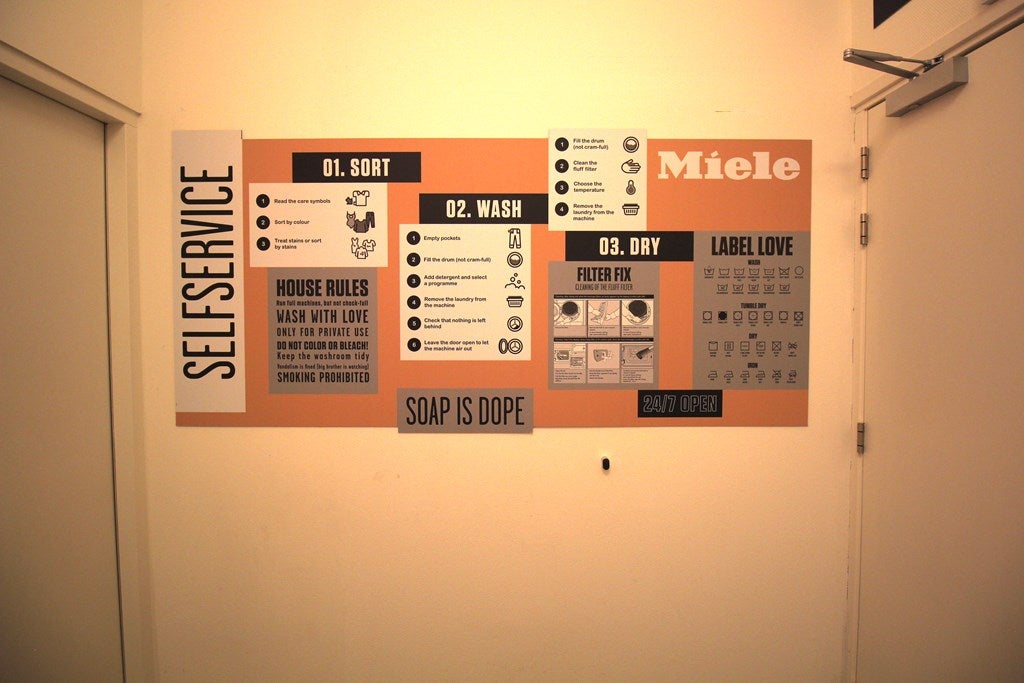 SELFSERVICE
01. SORT
1 Read the care symbols
2 Sort by colour
3 Treat stains or sort
by stains
HOUSE RULES
Run full machines, but not chock-full
WASH WITH LOVE
ONLY FOR PRIVATE USE
DO NOT COLOR OR BLEACH!
Keep the washroom tidy
Vandalism is fined (big brother is watching)
SMOKING PROHIBITED
02. WASH
1 Empty pockets
2 Fill the drum (not cram-full)
3 Add detergent and select
a programme
4 Remove the laundry from
the machine
5 Check that nothing is left
behind
6 Leave the door open to let
the machine air out
SOAP IS DOPE
1 Fill the drum
(not cram-full)
2 Clean the
fluff filter
3 Choose the
temperature
4 Remove the
laundry from the
machine
03. DRY
FILTER FIX
CLEANING OF THE FLUFF FILTER
Miele
LABEL LOVE
WASH
TUMBLE DRY
DRY
IRON
24/7 OPEN